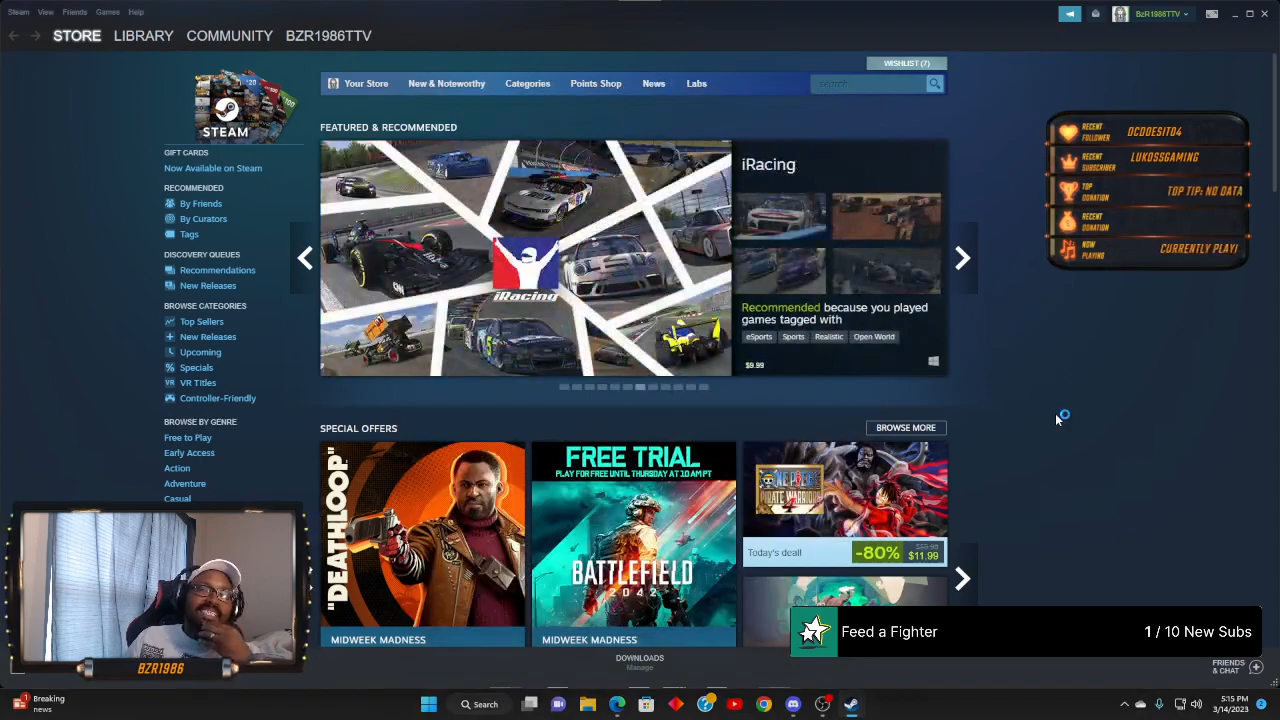 Steam View Friends Games Help
BZR1986TTV
STORE LIBRARY COMMUNITY BZR1986TTV
WISHLIST (7)
Your Store New & Noteworthy Categories Points Shop News Labs search
STEAM
GIFT CARDS
Now Available on Steam
RECOMMENDED
By Friends
By Curators
Tags
DISCOVERY QUEUES
Recommendations
New Releases
BROWSE CATEGORIES
Top Sellers
New Releases
Upcoming
Specials
VR VR Titles
Controller-Friendly
BROWSE BY GENRE
Free to Play
Early Access
Action
Adventure
Casual
FEATURED & RECOMMENDED
iRacing
iRacing
Recommended because you played
games tagged with
eSports Sports Realistic Open World
$9.99
SPECIAL OFFERS
BROWSE MORE
"DEATHLOOP"
MIDWEEK MADNESS
FREE TRIAL
PLAY FOR FREE UNTIL THURSDAY AT 10 AM PT
BATTLEFIELD
2042
MIDWEEK MADNESS
ONE PIECE
PIRATE WARRIORS
4
Today's deal! -80% $11.99
RECENT FOLLOWER DCDDESIT04
RECENT SUBSCRIBER LUKOSSGAMING
TOP DONATION TOP TIP: NO DATA
RECENT DONATION
NOW PLAYING CURRENTLY PLAYI
Feed a Fighter 1 / 10 New Subs
BZR1986
DOWNLOADS
Manage
FRIENDS
& CHAT
1 Breaking
news
Search
5:15 PM
3/14/2023
2